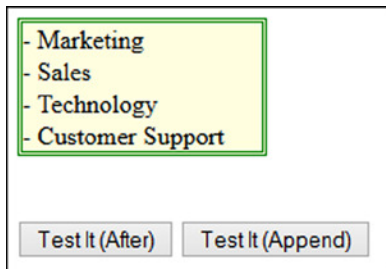 - Marketing
- Sales
- Technology
- Customer Support
Test It (After) Test It (Append)